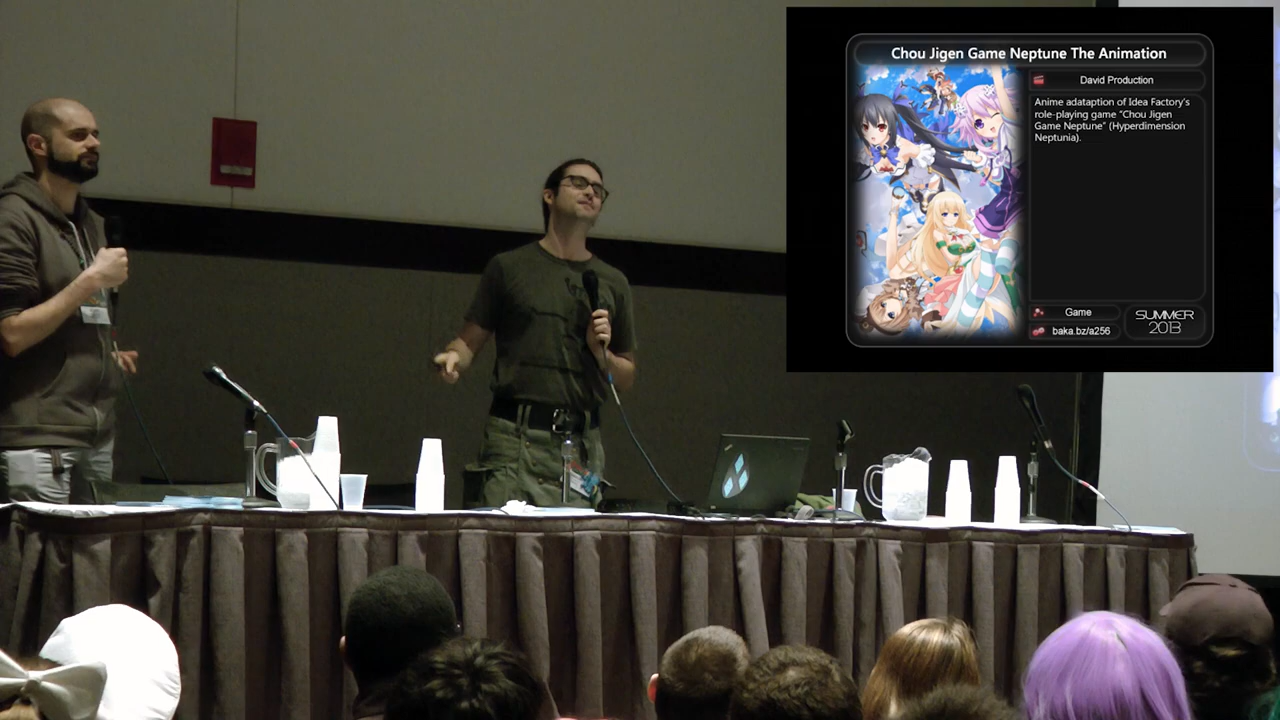 Chou Jigen Game Neptune The Animation
David Production
Anime adataption of Idea Factory's
role-playing game "Chou Jigen
Game Neptune" (Hyperdimension
Neptunia).
Game
baka.bz/a256
SUMMER
2013